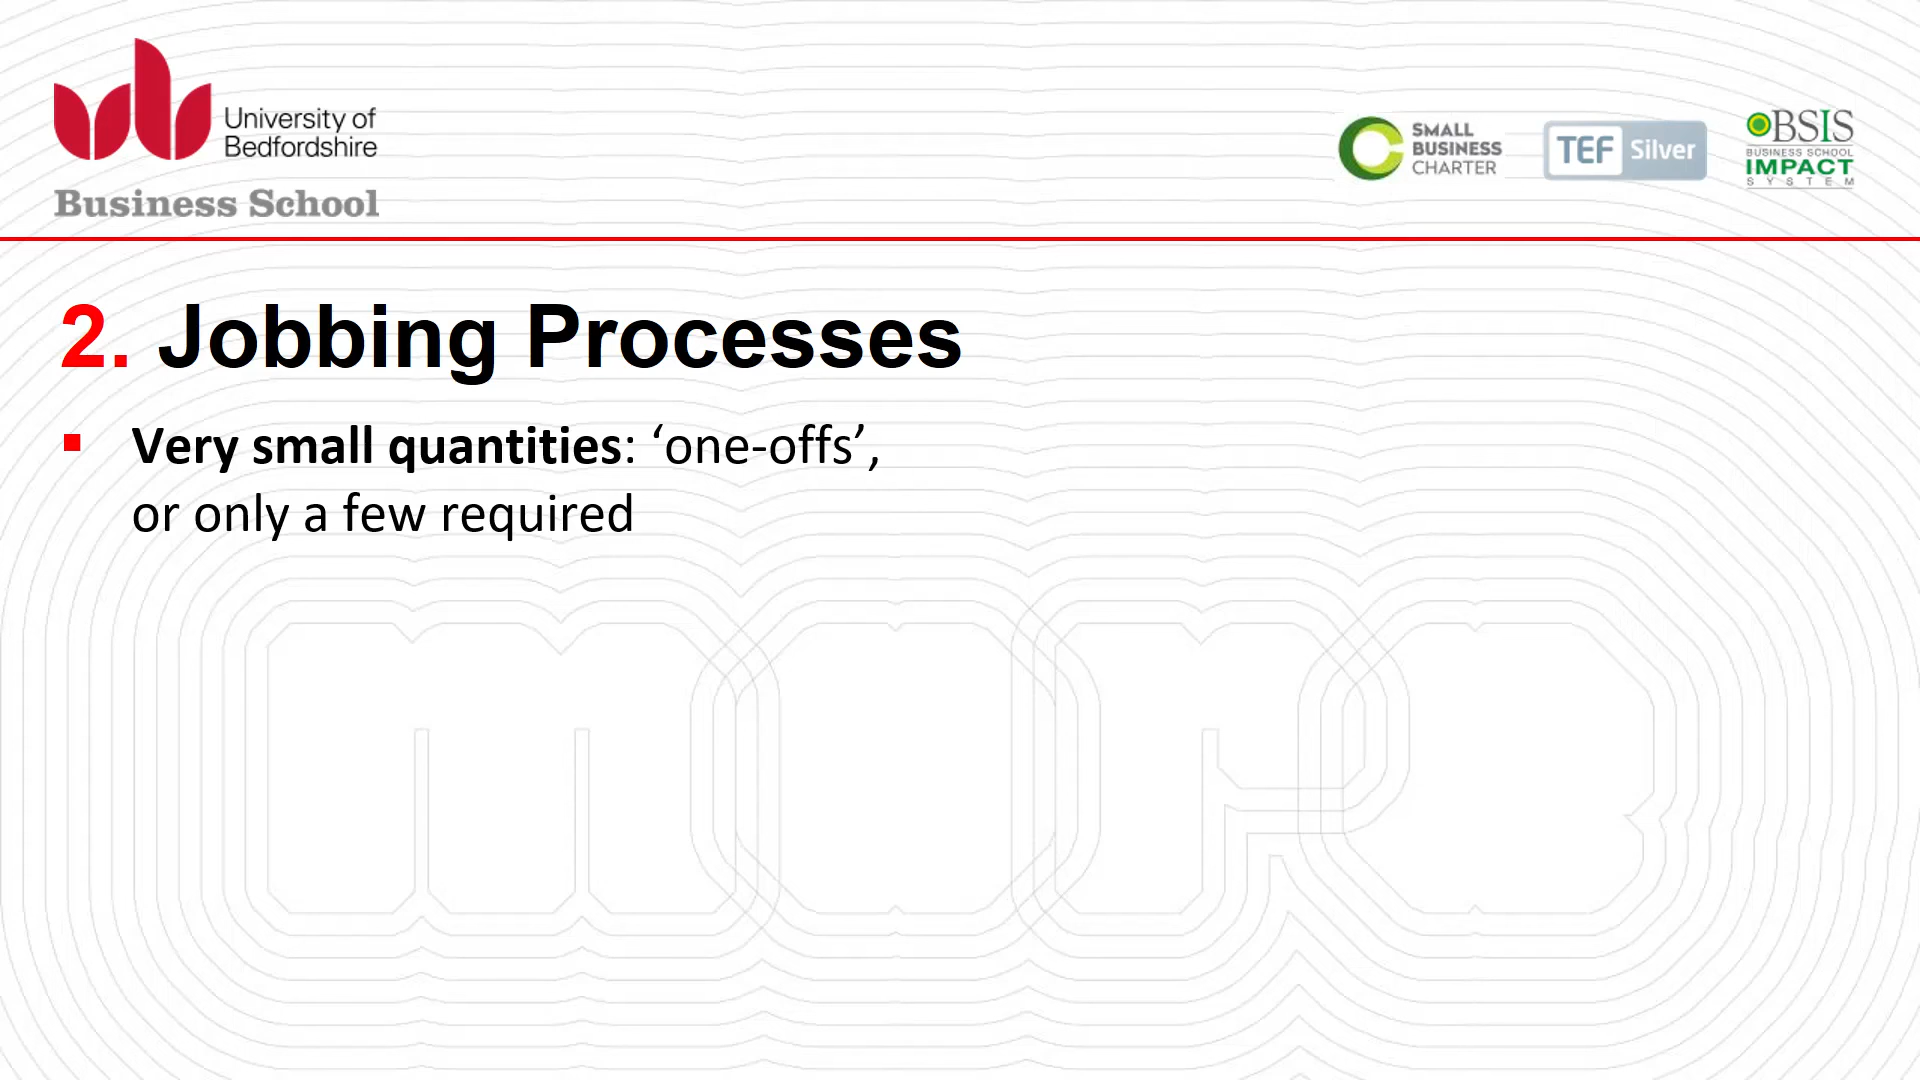 University of
Bedfordshire
Business School
SMALL
BUSINESS
CHARTER
TEF Silver
BSIS
BUSINESS SCHOOL
IMPACT
SYSTEM
2. Jobbing Processes
▪ Very small quantities: ‘one-offs’,
or only a few required